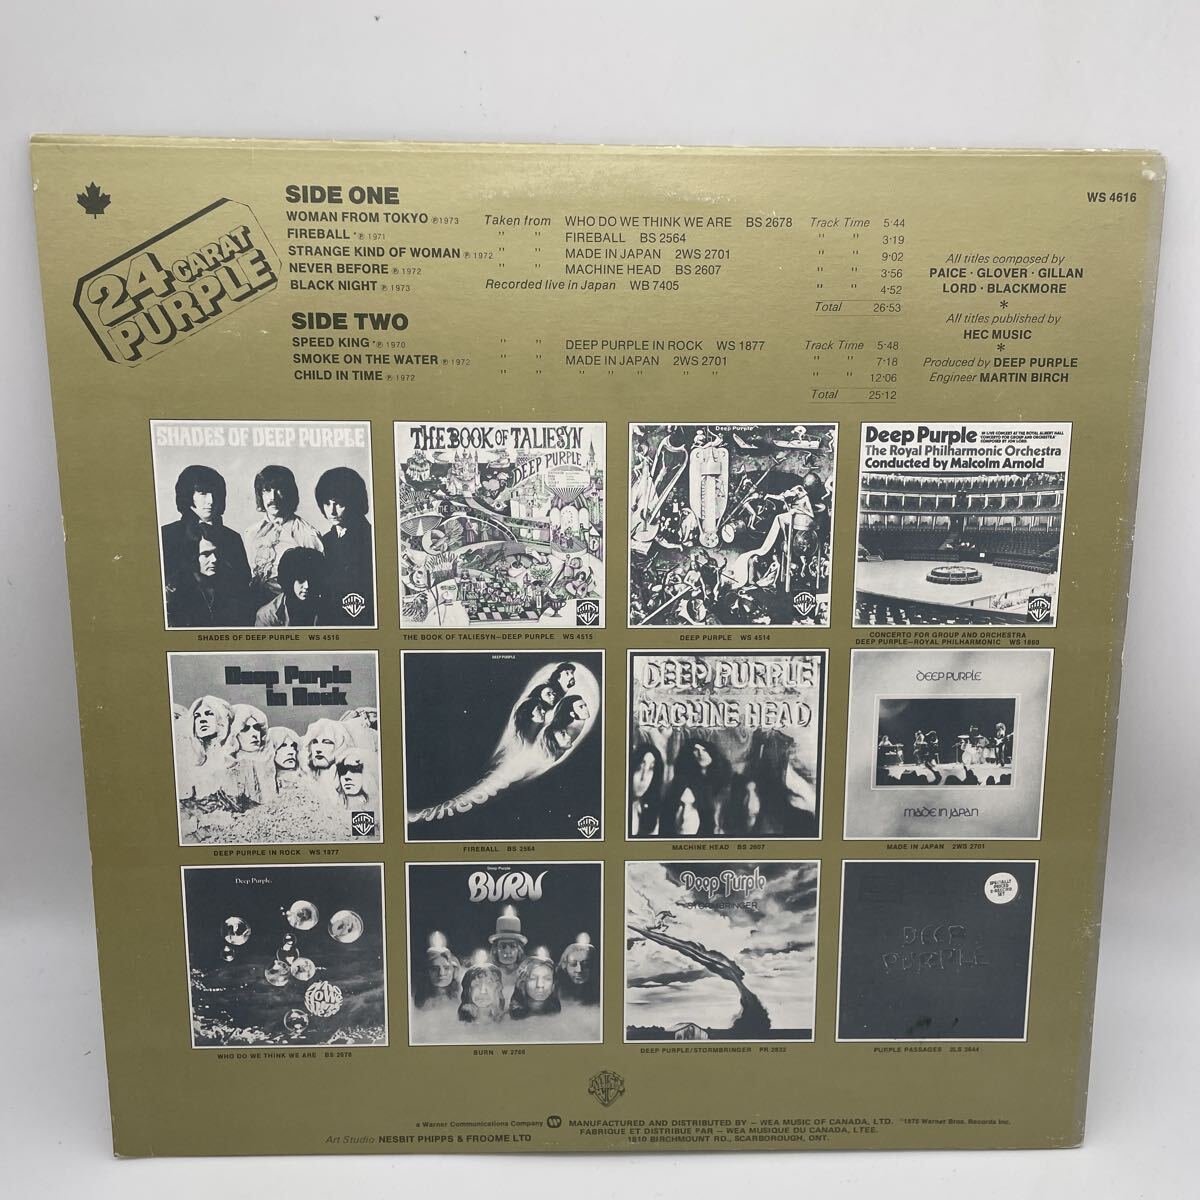 WS 4616
24 CARAT
PURPLE
SIDE ONE
WOMAN FROM TOKYO ℗1973 Taken from WHO DO WE THINK WE ARE BS 2678 Track Time 5·44
FIREBALL *℗ 1971 " " FIREBALL BS 2564 " " 3·19
STRANGE KIND OF WOMAN ℗1972 " " MADE IN JAPAN 2WS 2701 " " 9·02
NEVER BEFORE ℗1972 " " MACHINE HEAD BS 2607 " " 3·56
BLACK NIGHT ℗1973 Recorded live in Japan WB 7405 " " 4·52
Total 26·53
SIDE TWO
SPEED KING *℗1970 " " DEEP PURPLE IN ROCK WS 1877 Track Time 5·48
SMOKE ON THE WATER ℗1972 " " MADE IN JAPAN 2WS 2701 " " 7·18
CHILD IN TIME ℗1972 " " " " " " " " " 12·06
Total 25·12
All titles composed by
PAICE · GLOVER · GILLAN
LORD · BLACKMORE
*
All titles published by
HEC MUSIC
*
Produced by DEEP PURPLE
Engineer MARTIN BIRCH
SHADES OF DEEP PURPLE
SHADES OF DEEP PURPLE WS 4516
THE BOOK OF TALIESYN
DEEP PURPLE
THE BOOK OF TALIESYN—DEEP PURPLE WS 4515
Deep Purple
DEEP PURPLE WS 4514
Deep Purple
The Royal Philharmonic Orchestra
Conducted by Malcolm Arnold
CONCERTO FOR GROUP AND ORCHESTRA
DEEP PURPLE—ROYAL PHILHARMONIC WS 1860
Deep Purple
in Rock
DEEP PURPLE IN ROCK WS 1877
DEEP PURPLE
FIREBALL BS 2564
DEEP PURPLE
MACHINE HEAD
MACHINE HEAD BS 2607
DEEP PURPLE
MADE IN JAPAN
MADE IN JAPAN 2WS 2701
Deep Purple.
WHO DO WE THINK WE ARE BS 2678
Deep Purple
BURN
BURN W 2766
Deep Purple
STORMBRINGER
DEEP PURPLE/STORMBRINGER PR 2832
SPECIALLY
PRICED
2-RECORD
SET
DEEP
PURPLE
PURPLE PASSAGES 2LS 2644
a Warner Communications Company
MANUFACTURED AND DISTRIBUTED BY – WEA MUSIC OF CANADA, LTD. °1975 Warner Bros. Records Inc.
FABRIQUE ET DISTRIBUE PAR – WEA MUSIQUE DU CANADA, LTEE.
1810 BIRCHMOUNT RD., SCARBOROUGH, ONT.
Art Studio NESBIT PHIPPS & FROOME LTD